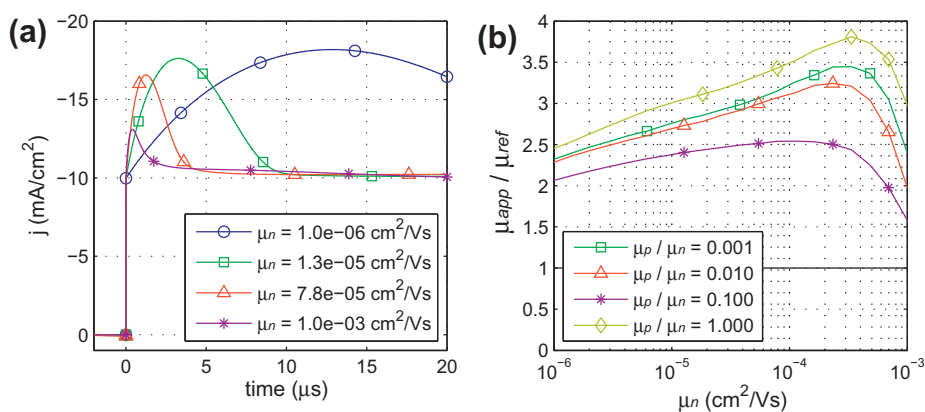 (a)
j (mA/cm²)
−20
−15
−10
−5
0
0 5 10 15 20
time (μs)
μn = 1.0e−06 cm²/Vs
μn = 1.3e−05 cm²/Vs
μn = 7.8e−05 cm²/Vs
μn = 1.0e−03 cm²/Vs
(b)
μapp / μref
4
3.5
3
2.5
2
1.5
1
0.5
0
10⁻⁶ 10⁻⁵ 10⁻⁴ 10⁻³
μn (cm²/Vs)
μp / μn = 0.001
μp / μn = 0.010
μp / μn = 0.100
μp / μn = 1.000